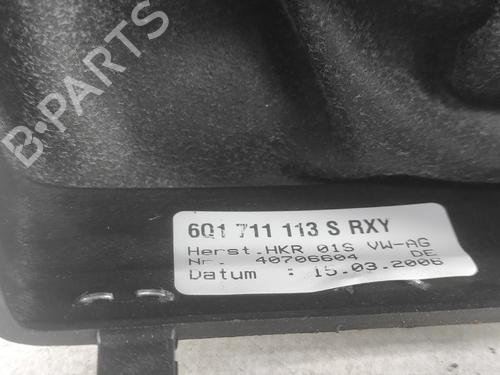 B-PARTS
6Q1 711 113 S RXY
Herst.HKR 01S VW-AG
Nr. 40706604 DE
Datum : 15.03.2006